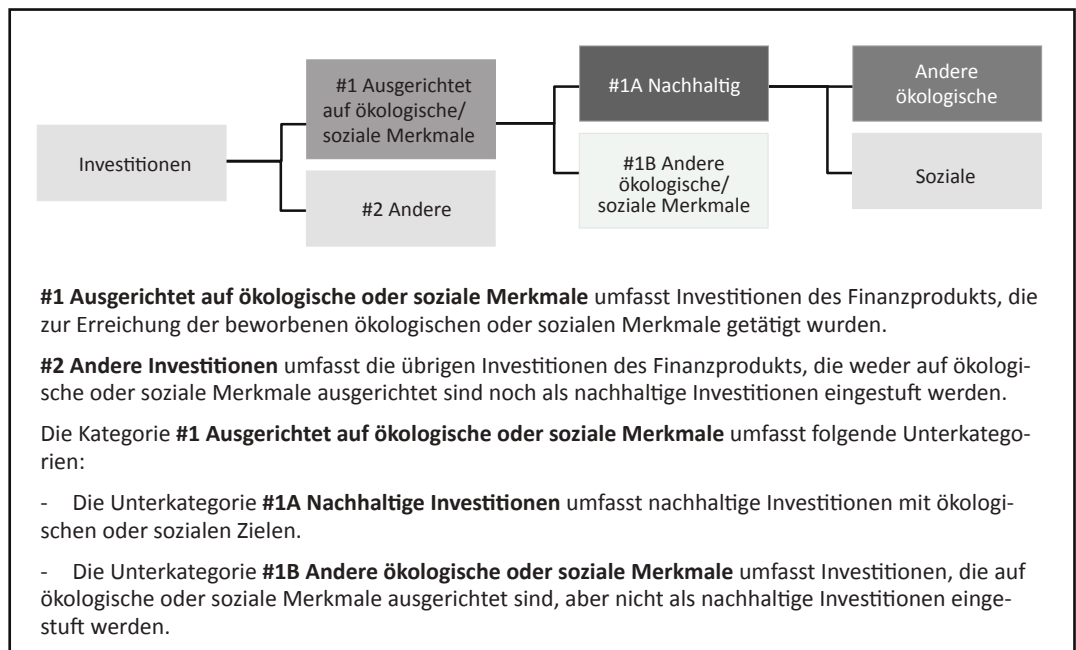 Investitionen
#1 Ausgerichtet
auf ökologische/
soziale Merkmale
#2 Andere
#1A Nachhaltig
#1B Andere
ökologische/
soziale Merkmale
Andere
ökologische
Soziale
#1 Ausgerichtet auf ökologische oder soziale Merkmale umfasst Investitionen des Finanzprodukts, die
zur Erreichung der beworbenen ökologischen oder sozialen Merkmale getätigt wurden.
#2 Andere Investitionen umfasst die übrigen Investitionen des Finanzprodukts, die weder auf ökologi-
sche oder soziale Merkmale ausgerichtet sind noch als nachhaltige Investitionen eingestuft werden.
Die Kategorie #1 Ausgerichtet auf ökologische oder soziale Merkmale umfasst folgende Unterkatego-
rien:
- Die Unterkategorie #1A Nachhaltige Investitionen umfasst nachhaltige Investitionen mit ökologi-
schen oder sozialen Zielen.
- Die Unterkategorie #1B Andere ökologische oder soziale Merkmale umfasst Investitionen, die auf
ökologische oder soziale Merkmale ausgerichtet sind, aber nicht als nachhaltige Investitionen einge-
stuft werden.